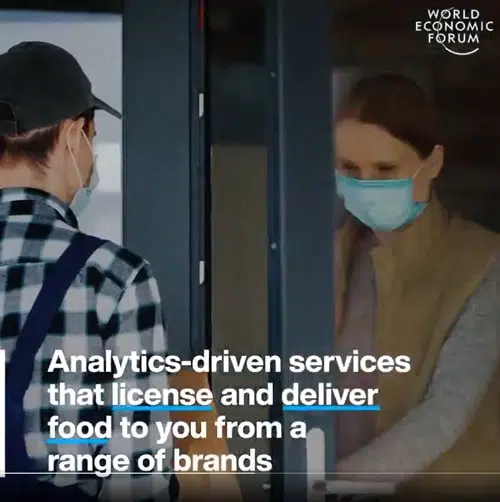 WORLD
ECONOMIC
FORUM
Analytics-driven services
that license and deliver
food to you from a
range of brands